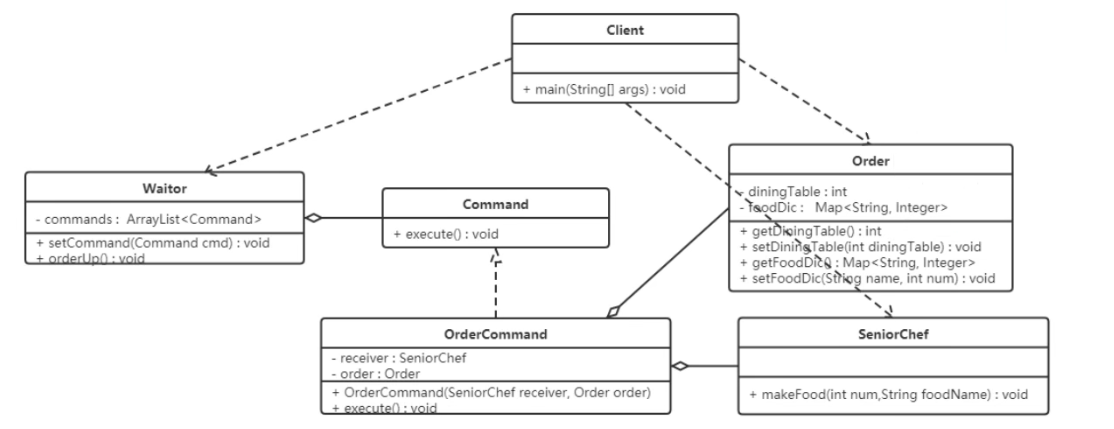 Client
+ main(String[] args) : void
Waitor
- commands : ArrayList<Command>
+ setCommand(Command cmd) : void
+ orderUp() : void
Command
+ execute() : void
Order
- diningTable : int
- foodDic : Map<String, Integer>
+ getDiningTable() : int
+ setDiningTable(int diningTable) : void
+ getFoodDic() : Map<String, Integer>
+ setFoodDic(String name, int num) : void
OrderCommand
- receiver : SeniorChef
- order : Order
+ OrderCommand(SeniorChef receiver, Order order)
+ execute() : void
SeniorChef
+ makeFood(int num,String foodName) : void